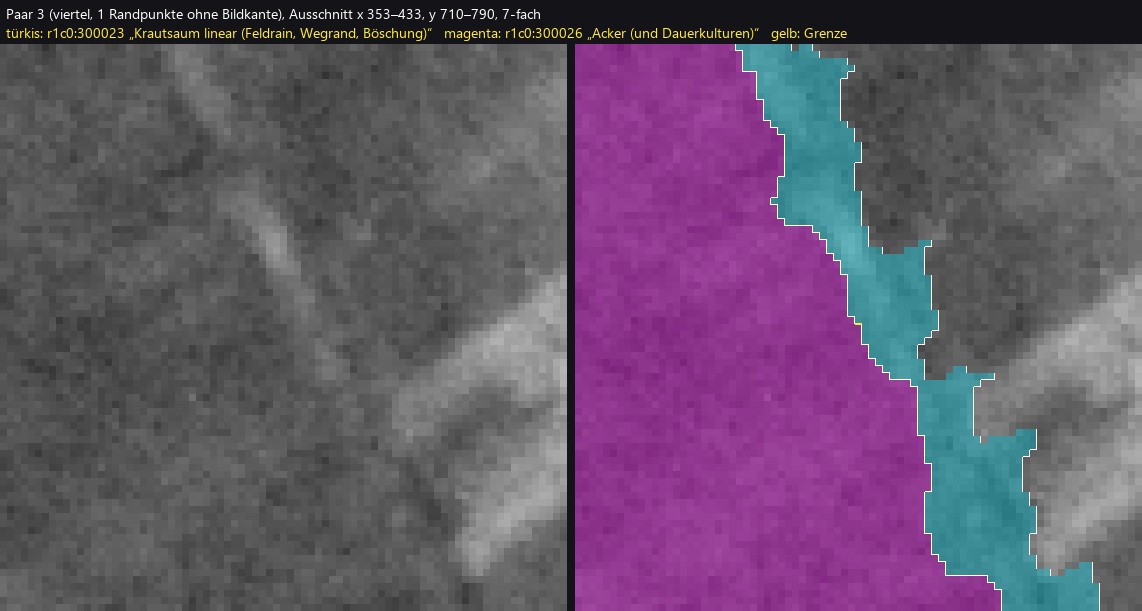 Paar 3 (viertel, 1 Randpunkte ohne Bildkante), Ausschnitt x 353–433, y 710–790, 7-fach
türkis: r1c0:300023 „Krautsaum linear (Feldrain, Wegrand, Böschung)“ magenta: r1c0:300026 „Acker (und Dauerkulturen)“ gelb: Grenze